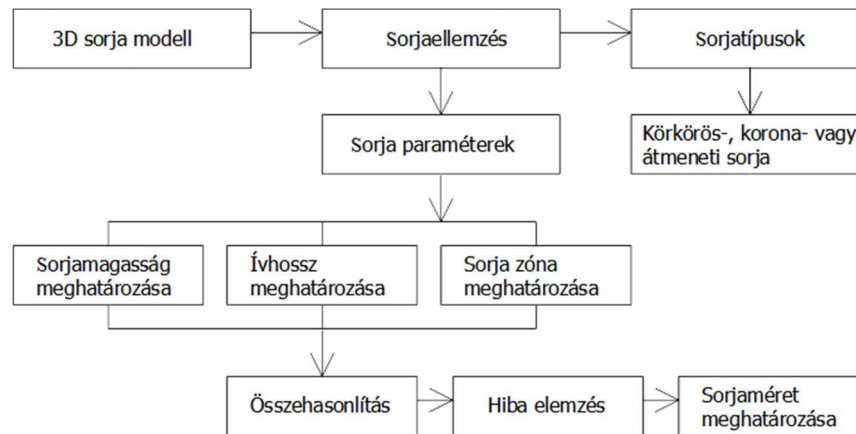 3D sorja modell
Sorjaellemzés
Sorjatípusok
Sorja paraméterek
Körkörös-, korona- vagy
átmeneti sorja
Sorjamagasság
meghatározása
Ívhossz
meghatározása
Sorja zóna
meghatározása
Összehasonlítás
Hiba elemzés
Sorjaméret
meghatározása